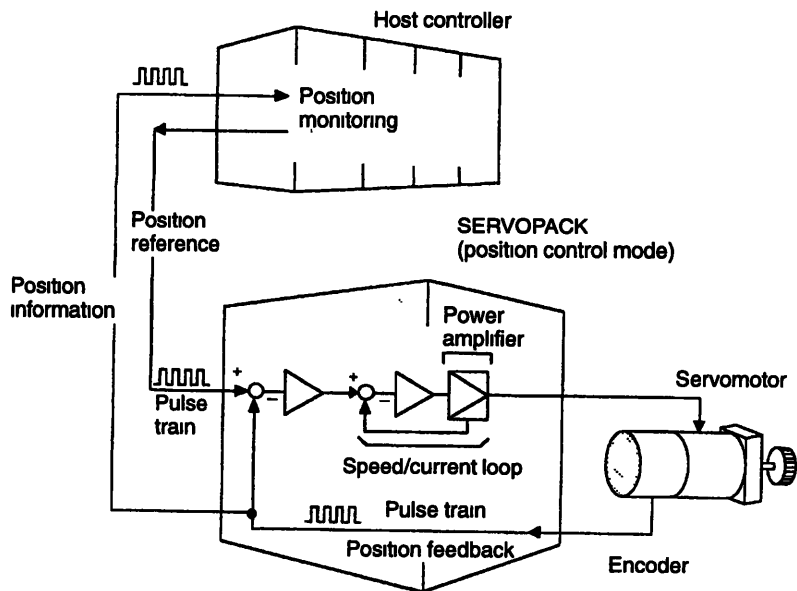 Host controller
Position
monitoring
Position
reference
SERVOPACK
(position control mode)
Position
information
Power
amplifier
+
−
+
−
Servomotor
Pulse
train
Speed/current loop
Pulse train
Position feedback
Encoder